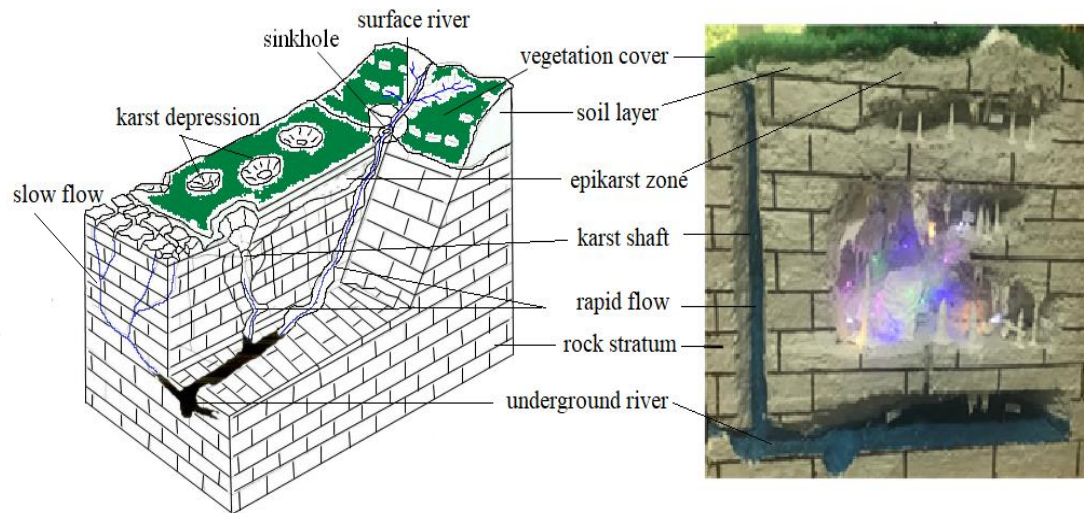 surface river
sinkhole
vegetation cover
soil layer
karst depression
epikarst zone
slow flow
karst shaft
rapid flow
rock stratum
underground river